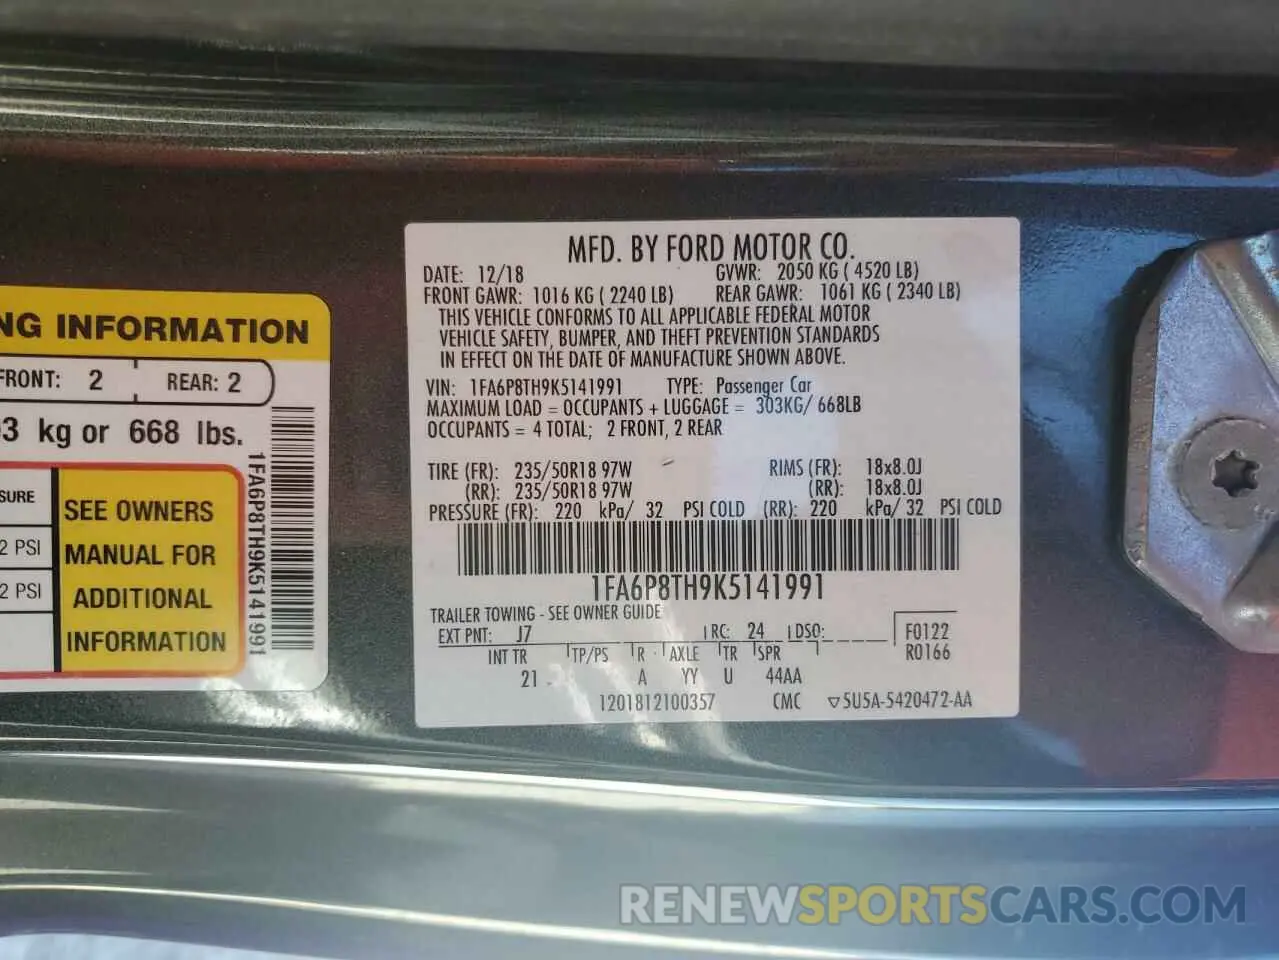 NG INFORMATION
FRONT: 2 REAR: 2
3 kg or 668 lbs.
SURE
2 PSI
2 PSI
SEE OWNERS
MANUAL FOR
ADDITIONAL
INFORMATION
1FA6P8TH9K5141991
MFD. BY FORD MOTOR CO.
DATE: 12/18 GVWR: 2050 KG ( 4520 LB)
FRONT GAWR: 1016 KG ( 2240 LB) REAR GAWR: 1061 KG ( 2340 LB)
THIS VEHICLE CONFORMS TO ALL APPLICABLE FEDERAL MOTOR
VEHICLE SAFETY, BUMPER, AND THEFT PREVENTION STANDARDS
IN EFFECT ON THE DATE OF MANUFACTURE SHOWN ABOVE.
VIN: 1FA6P8TH9K5141991 TYPE: Passenger Car
MAXIMUM LOAD = OCCUPANTS + LUGGAGE = 303KG/ 668LB
OCCUPANTS = 4 TOTAL; 2 FRONT, 2 REAR
TIRE (FR): 235/50R18 97W RIMS (FR): 18x8.0J
(RR): 235/50R18 97W (RR): 18x8.0J
PRESSURE (FR): 220 kPa/ 32 PSI COLD (RR): 220 kPa/ 32 PSI COLD
1FA6P8TH9K5141991
TRAILER TOWING - SEE OWNER GUIDE
EXT PNT: J7 RC: 24 DSO: F0122
INT TR TP/PS R AXLE TR SPR R0166
21 A YY U 44AA
1201812100357 CMC ▽5U5A-5420472-AA
RENEWSPORTSCARS.COM